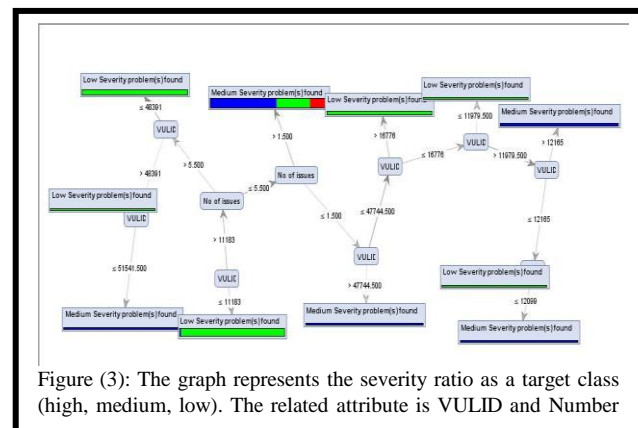 Low Severity problem(s)found
≤ 48391
VULID
> 48391
Low Severity problem(s)found
VULID
≤ 51541.500
Medium Severity problem(s)found
> 5.500
No of issues
≤ 5.500
> 11183
VULID
≤ 11183
Low Severity problem(s)found
Medium Severity problem(s)found
> 1.500
No of issues
≤ 1.500
Low Severity problem(s)found
> 16776
VULID
≤ 16776
≤ 47744.500
VULID
> 47744.500
Medium Severity problem(s)found
Low Severity problem(s)found
≤ 11979.500
VULID
> 11979.500
Medium Severity problem(s)found
> 12165
VULID
≤ 12165
Low Severity problem(s)found
≤ 12099
Medium Severity problem(s)found
Figure (3): The graph represents the severity ratio as a target class
(high, medium, low). The related attribute is VULID and Number